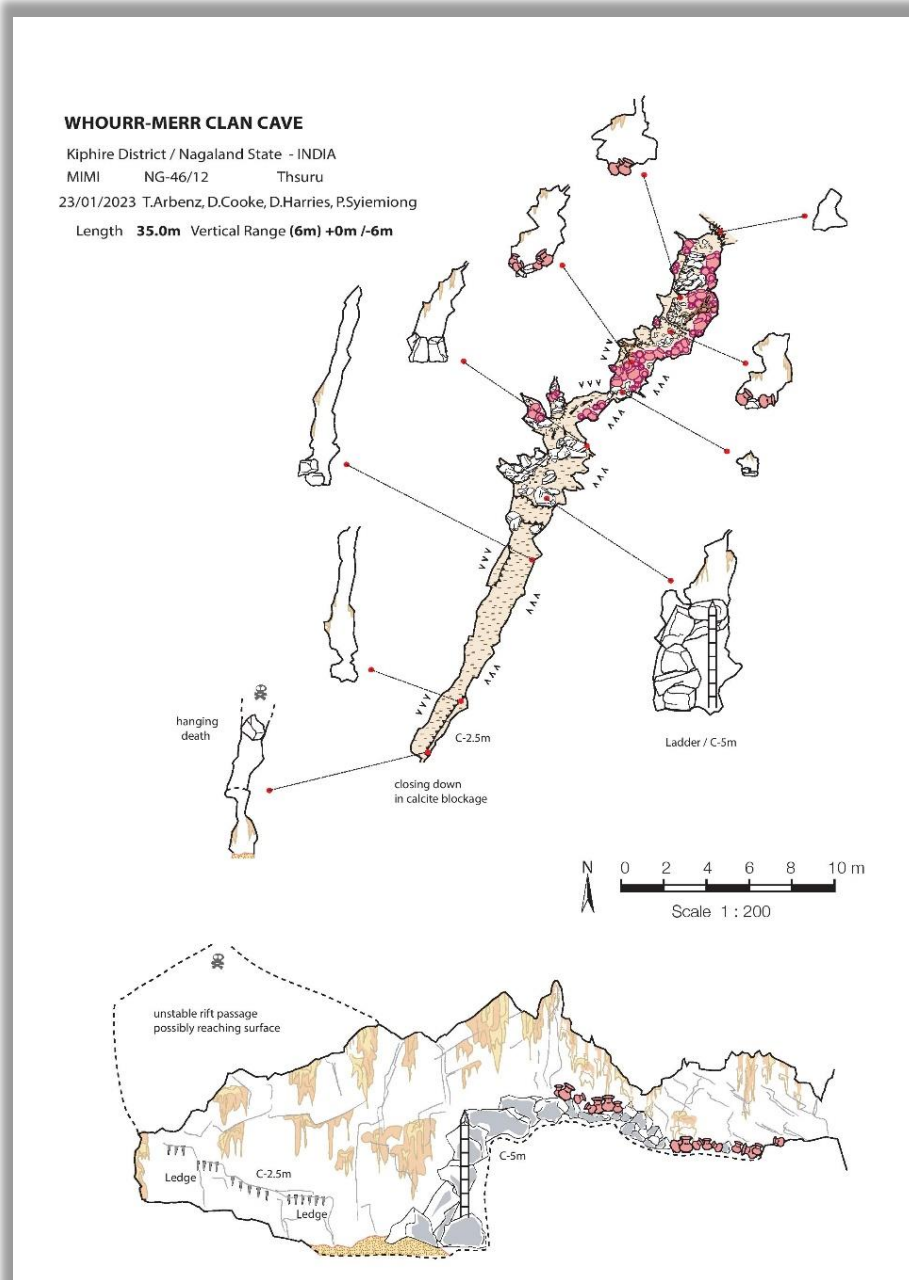 WHOURR-MERR CLAN CAVE
Kiphire District / Nagaland State - INDIA
MIMI NG-46/12 Thsuru
23/01/2023 T.Arbenz, D.Cooke, D.Harries, P.Syiemiong
Length 35.0m Vertical Range (6m) +0m /-6m
hanging
death
C-2.5m
Ladder / C-5m
closing down
in calcite blockage
N 0 2 4 6 8 10 m
Scale 1 : 200
unstable rift passage
possibly reaching surface
C-5m
Ledge
C-2.5m
Ledge